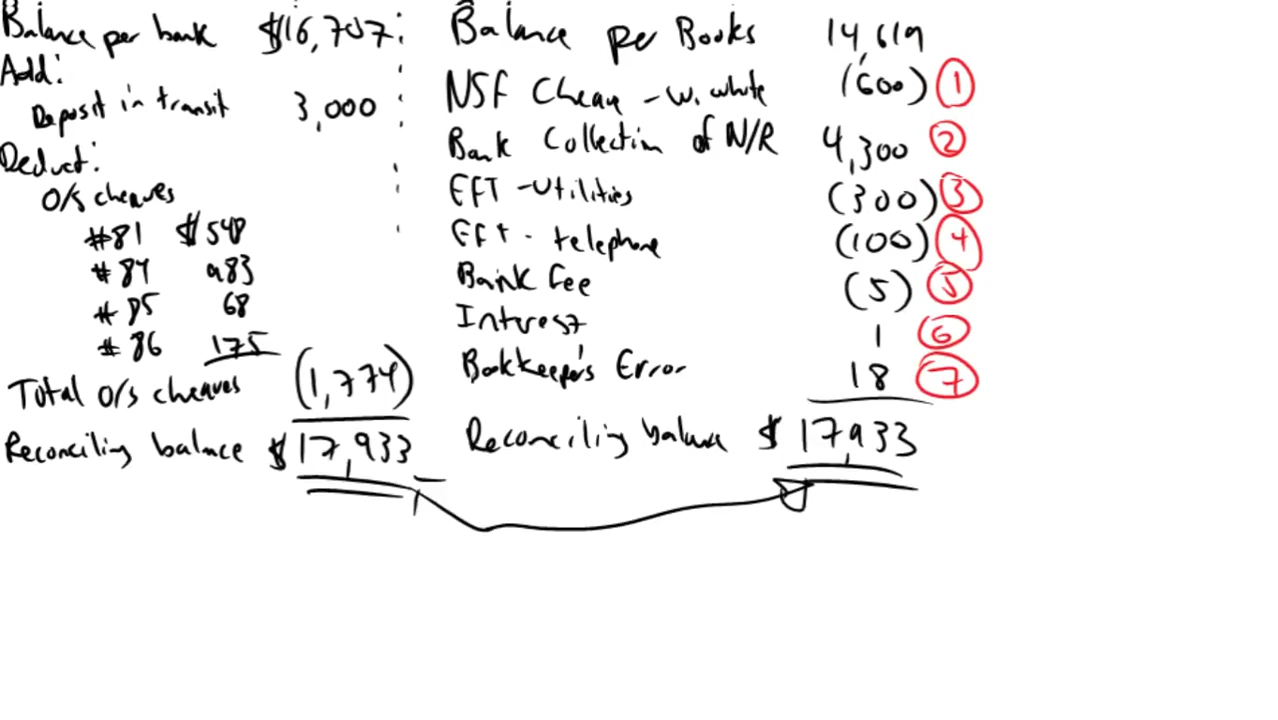 Balance per bank $16,707
Add:
Deposit in transit 3,000
Deduct:
O/s cheques
#81 $548
#84 983
#85 68
#86 175
Total o/s cheques (1,774)
Reconciling balance $17,933
Balance per Books 14,619
NSF Cheque - W. White (600) 1
Bank Collection of N/R 4,300 2
EFT - Utilities (300) 3
EFT - telephone (100) 4
Bank Fee (5) 5
Interest 1 6
Bookkeeper's Error 18 7
Reconciling balance $17,933